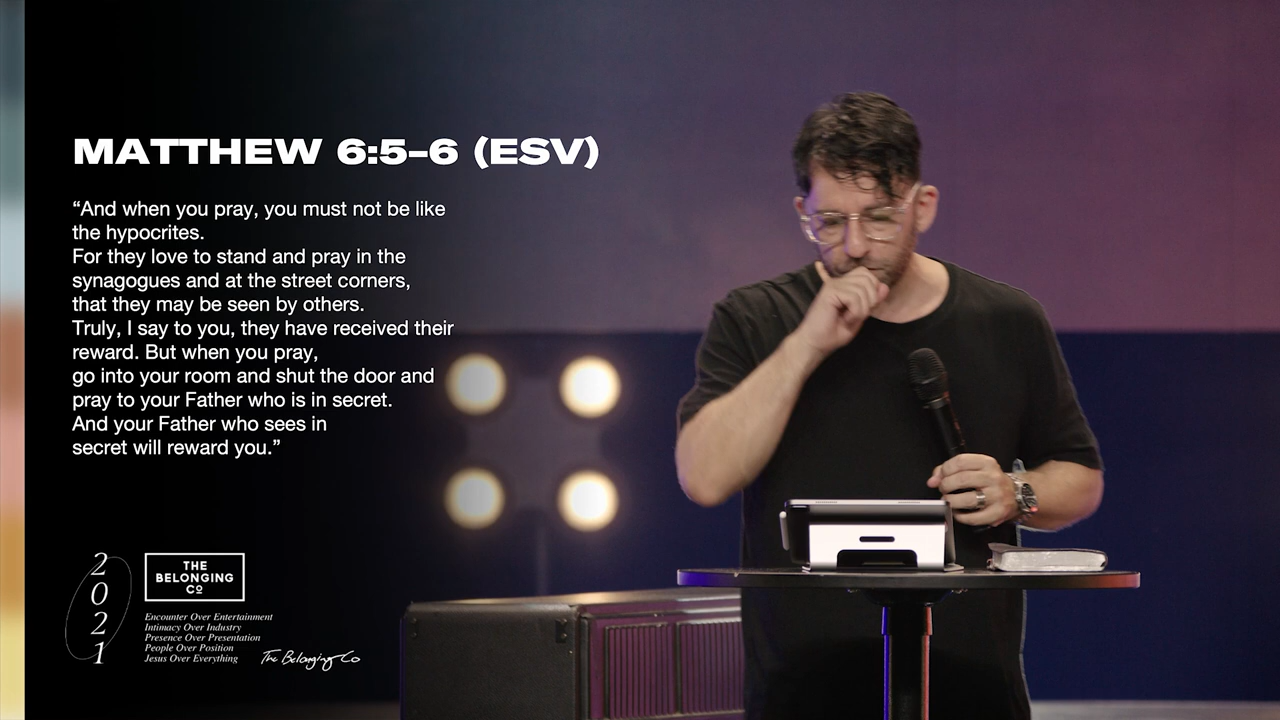 MATTHEW 6:5–6 (ESV)
“And when you pray, you must not be like
the hypocrites.
For they love to stand and pray in the
synagogues and at the street corners,
that they may be seen by others.
Truly, I say to you, they have received their
reward. But when you pray,
go into your room and shut the door and
pray to your Father who is in secret.
And your Father who sees in
secret will reward you.”
2
0
2
1
THE
BELONGING
CO
Encounter Over Entertainment
Intimacy Over Industry
Presence Over Presentation
People Over Position
Jesus Over Everything
The Belonging Co